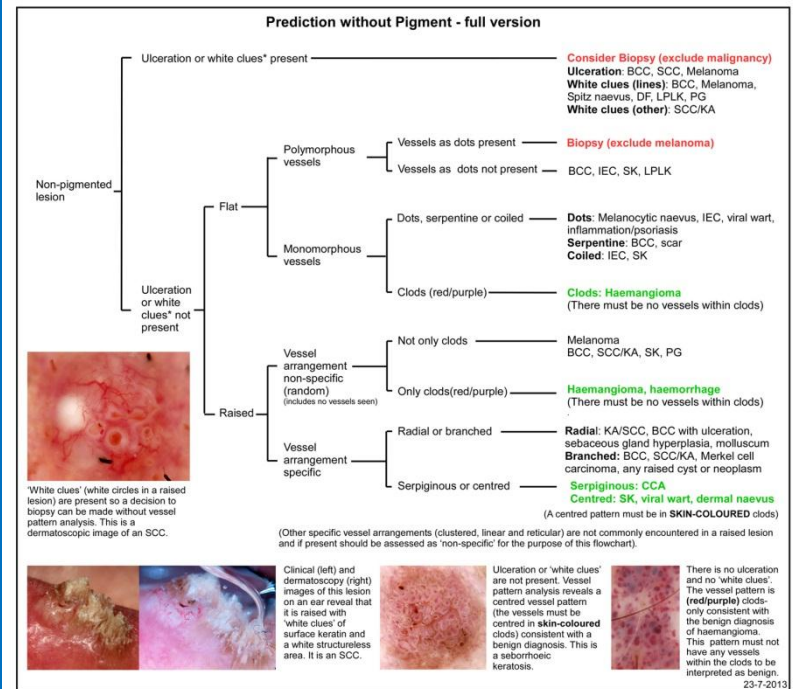 Prediction without Pigment - full version
Ulceration or white clues* present
Consider Biopsy (exclude malignancy)
Ulceration: BCC, SCC, Melanoma
White clues (lines): BCC, Melanoma,
Spitz naevus, DF, LPLK, PG
White clues (other): SCC/KA
Non-pigmented
lesion
Flat
Polymorphous
vessels
Vessels as dots present
Biopsy (exclude melanoma)
Vessels as dots not present
BCC, IEC, SK, LPLK
Monomorphous
vessels
Dots, serpentine or coiled
Dots: Melanocytic naevus, IEC, viral wart,
inflammation/psoriasis
Serpentine: BCC, scar
Coiled: IEC, SK
Clods (red/purple)
Clods: Haemangioma
(There must be no vessels within clods)
Ulceration
or white
clues* not
present
Raised
Vessel
arrangement
non-specific
(random)
(includes no vessels seen)
Not only clods
Melanoma
BCC, SCC/KA, SK, PG
Only clods(red/purple)
Haemangioma, haemorrhage
(There must be no vessels within clods)
Vessel
arrangement
specific
Radial or branched
Radial: KA/SCC, BCC with ulceration,
sebaceous gland hyperplasia, molluscum
Branched: BCC, SCC/KA, Merkel cell
carcinoma, any raised cyst or neoplasm
Serpiginous or centred
Serpiginous: CCA
Centred: SK, viral wart, dermal naevus
(A centred pattern must be in SKIN-COLOURED clods)
'White clues' (white circles in a raised
lesion) are present so a decision to
biopsy can be made without vessel
pattern analysis. This is a
dermatoscopic image of an SCC.
(Other specific vessel arrangements (clustered, linear and reticular) are not commonly encountered in a raised lesion
and if present should be assessed as 'non-specific' for the purpose of this flowchart).
Clinical (left) and
dermatoscopy (right)
images of this lesion
on an ear reveal that
it is raised with
'white clues' of
surface keratin and
a white structureless
area. It is an SCC.
Ulceration or 'white clues'
are not present. Vessel
pattern analysis reveals a
centred vessel pattern
(the vessels must be
centred in skin-coloured
clods) consistent with a
benign diagnosis. This is
a seborrhoeic
keratosis.
There is no ulceration
and no 'white clues'.
The vessel pattern is
(red/purple) clods-
only consistent with
the benign diagnosis
of haemangioma.
This pattern must not
have any vessels
within the clods to be
interpreted as benign.
23-7-2013